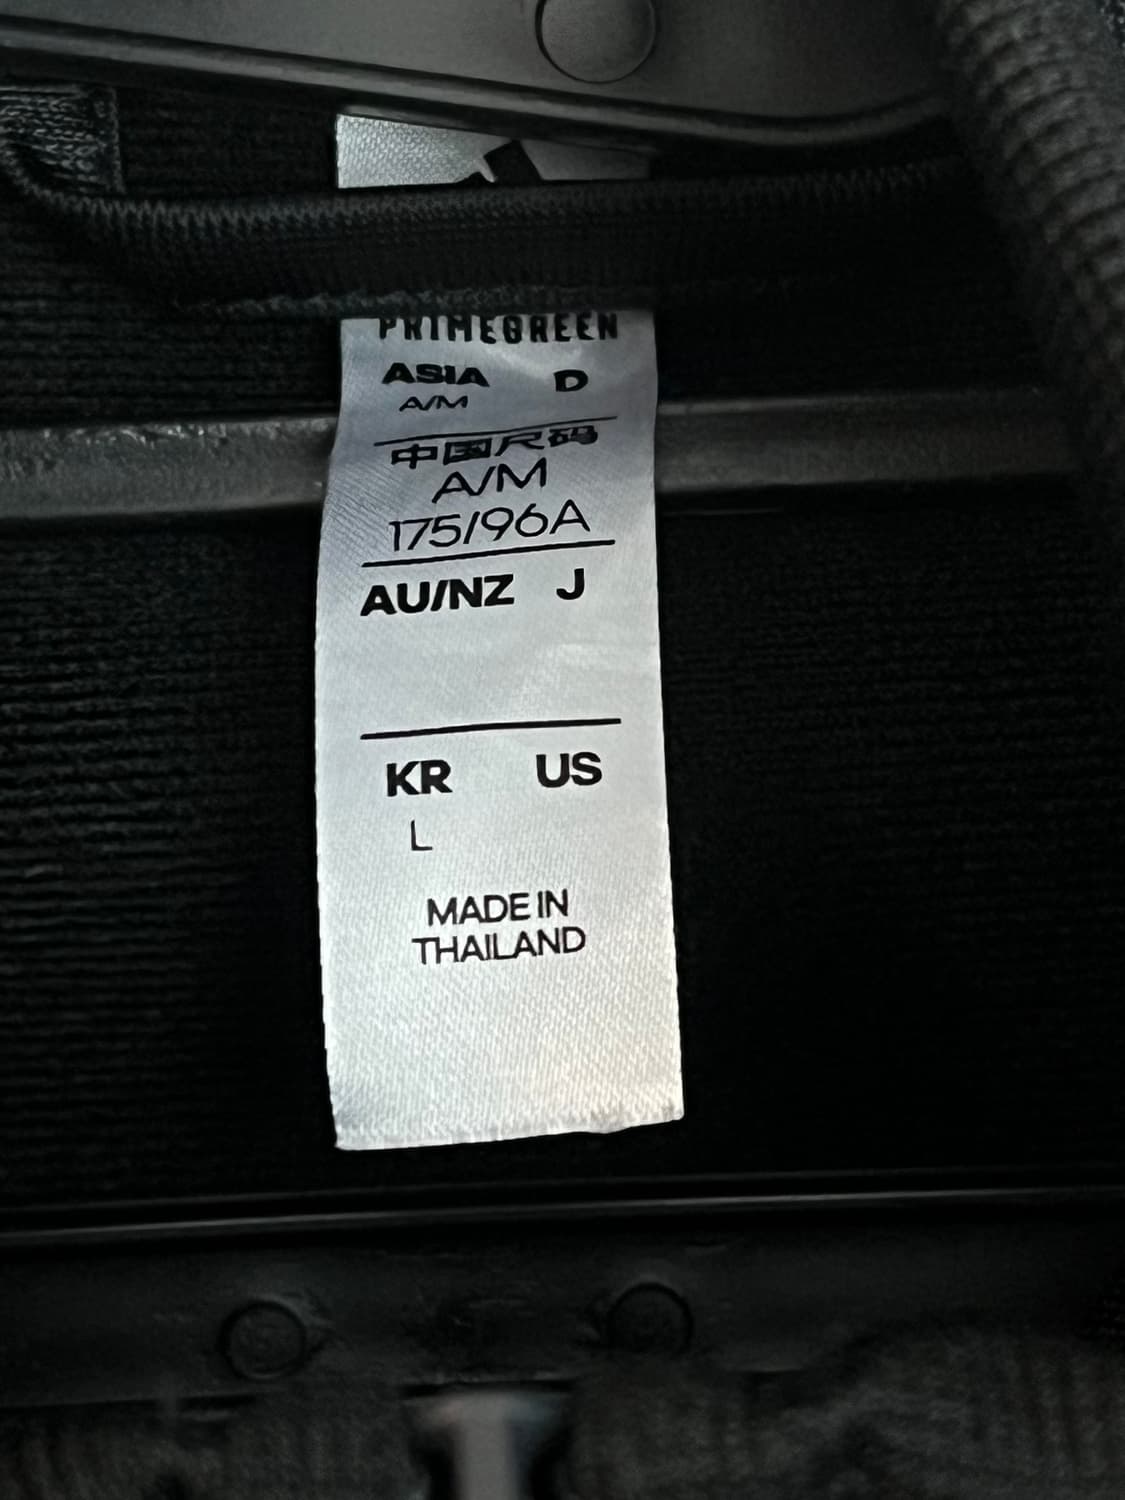 PRIMEGREEN
ASIA D
A/M
中国尺码
A/M
175/96A
AU/NZ J
KR US
L
MADE IN
THAILAND